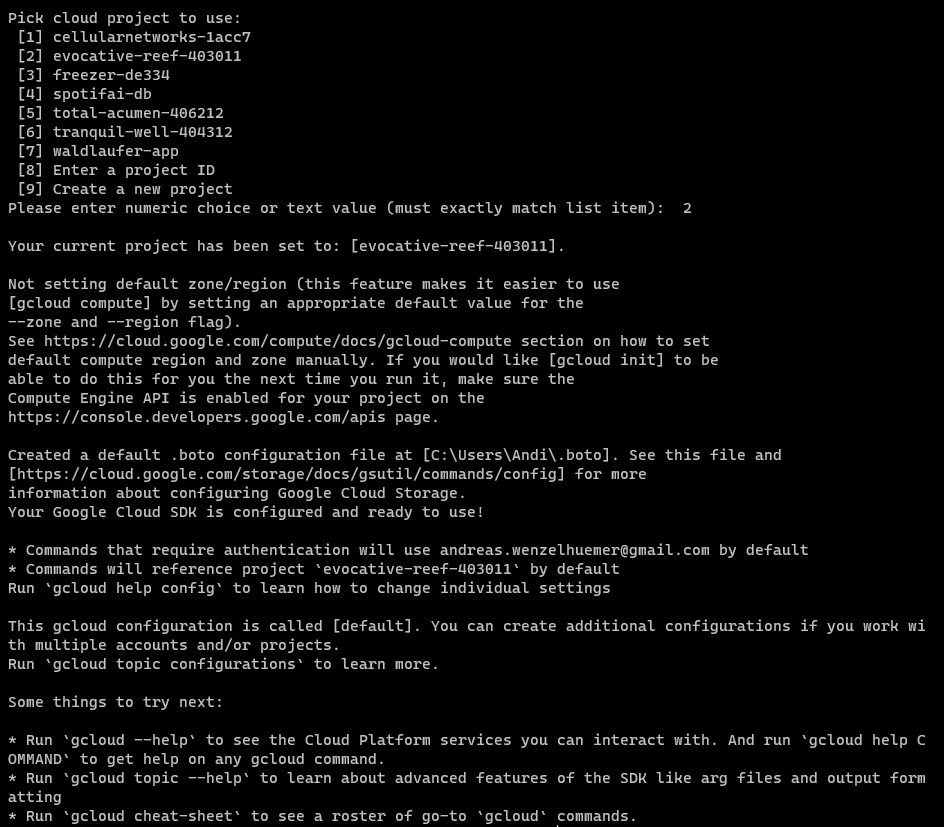 Pick cloud project to use:
 [1] cellularnetworks-1acc7
 [2] evocative-reef-403011
 [3] freezer-de334
 [4] spotifai-db
 [5] total-acumen-406212
 [6] tranquil-well-404312
 [7] waldlaufer-app
 [8] Enter a project ID
 [9] Create a new project
Please enter numeric choice or text value (must exactly match list item):  2

Your current project has been set to: [evocative-reef-403011].

Not setting default zone/region (this feature makes it easier to use
[gcloud compute] by setting an appropriate default value for the
--zone and --region flag).
See https://cloud.google.com/compute/docs/gcloud-compute section on how to set
default compute region and zone manually. If you would like [gcloud init] to be
able to do this for you the next time you run it, make sure the
Compute Engine API is enabled for your project on the
https://console.developers.google.com/apis page.

Created a default .boto configuration file at [C:\Users\Andi\.boto]. See this file and
[https://cloud.google.com/storage/docs/gsutil/commands/config] for more
information about configuring Google Cloud Storage.
Your Google Cloud SDK is configured and ready to use!

* Commands that require authentication will use andreas.wenzelhuemer@gmail.com by default
* Commands will reference project `evocative-reef-403011` by default
Run `gcloud help config` to learn how to change individual settings

This gcloud configuration is called [default]. You can create additional configurations if you work wi
th multiple accounts and/or projects.
Run `gcloud topic configurations` to learn more.

Some things to try next:

* Run `gcloud --help` to see the Cloud Platform services you can interact with. And run `gcloud help C
OMMAND` to get help on any gcloud command.
* Run `gcloud topic --help` to learn about advanced features of the SDK like arg files and output form
atting
* Run `gcloud cheat-sheet` to see a roster of go-to `gcloud` commands.